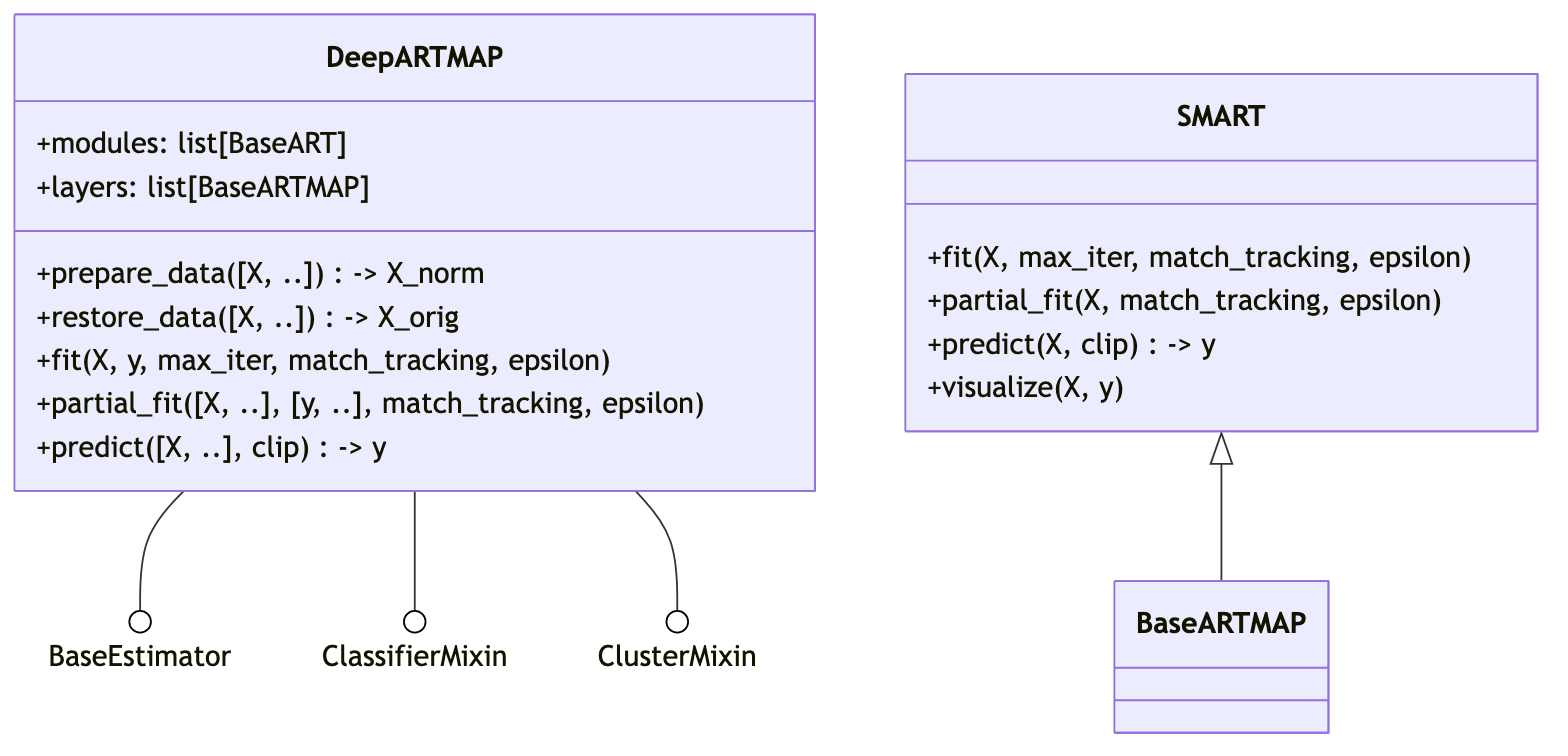 DeepARTMAP
+modules: list[BaseART]
+layers: list[BaseARTMAP]
+prepare_data([X, ..]) : -> X_norm
+restore_data([X, ..]) : -> X_orig
+fit(X, y, max_iter, match_tracking, epsilon)
+partial_fit([X, ..], [y, ..], match_tracking, epsilon)
+predict([X, ..], clip) : -> y
BaseEstimator
ClassifierMixin
ClusterMixin
SMART
+fit(X, max_iter, match_tracking, epsilon)
+partial_fit(X, match_tracking, epsilon)
+predict(X, clip) : -> y
+visualize(X, y)
BaseARTMAP